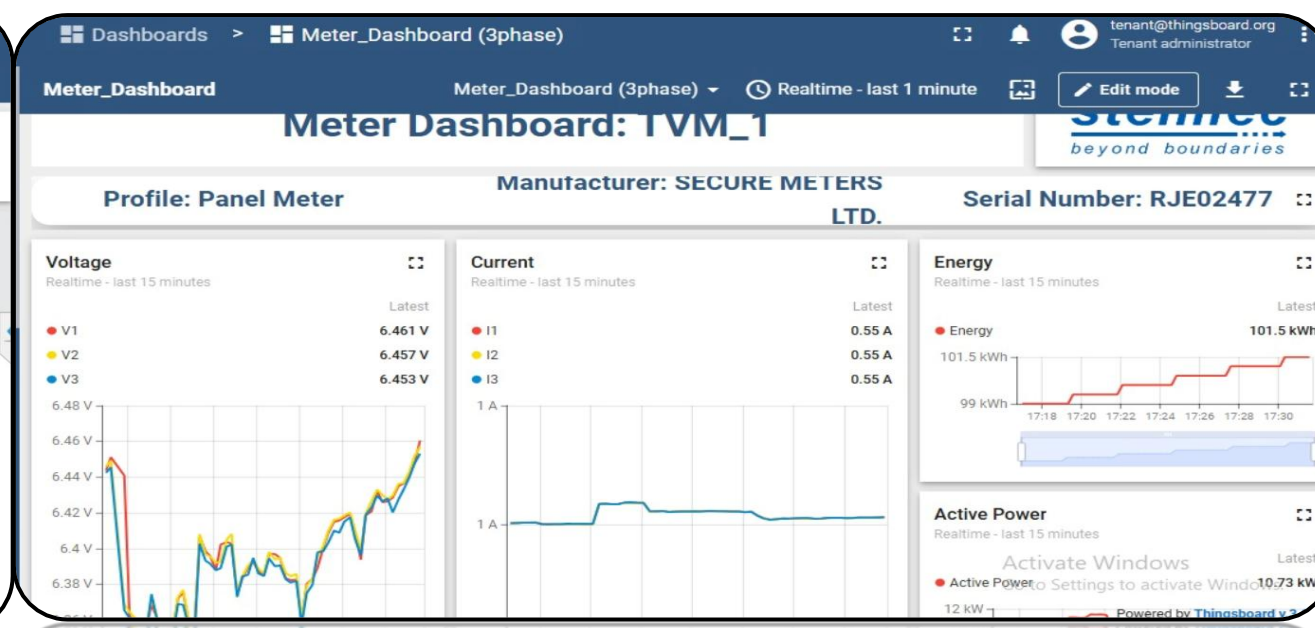 Dashboards > Meter_Dashboard (3phase)
tenant@thingsboard.org
Tenant administrator
Meter_Dashboard
Meter_Dashboard (3phase)
Realtime - last 1 minute
Edit mode
Meter Dashboard: TVM_1
beyond boundaries
Profile: Panel Meter
Manufacturer: SECURE METERS
LTD.
Serial Number: RJE02477
Voltage
Realtime - last 15 minutes
Latest
V1 6.461 V
V2 6.457 V
V3 6.453 V
6.48 V
6.46 V
6.44 V
6.42 V
6.4 V
6.38 V
Current
Realtime - last 15 minutes
Latest
I1 0.55 A
I2 0.55 A
I3 0.55 A
1 A
1 A
Energy
Realtime - last 15 minutes
Latest
Energy 101.5 kWh
101.5 kWh
99 kWh
17:18 17:20 17:22 17:24 17:26 17:28 17:30
Active Power
Realtime - last 15 minutes
Activate Windows
Latest
Active Power 10.73 kW
Go to Settings to activate Windows.
12 kW
Powered by Thingsboard v.3